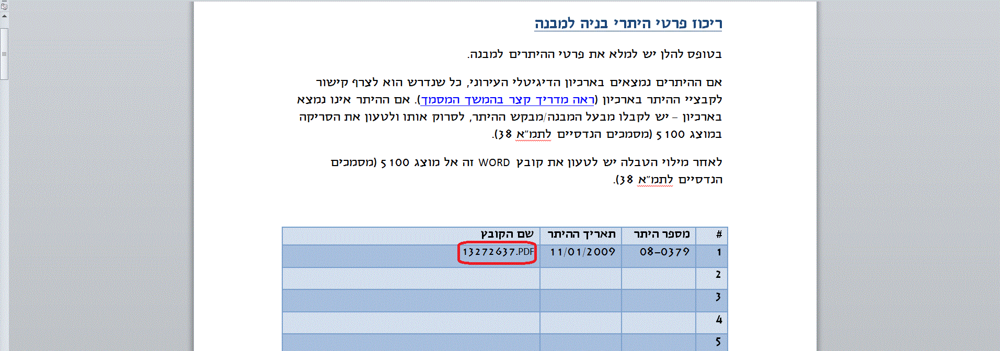 ריכוז פרטי היתרי בניה למבנה
בטופס להלן יש למלא את פרטי ההיתרים למבנה.
אם ההיתרים נמצאים בארכיון הדיגיטלי העירוני, כל שנדרש הוא לצרף קישור
לקבציי ההיתר בארכיון (ראה מדריך קצר בהמשך המסמך). אם ההיתר אינו נמצא
בארכיון – יש לקבלו מבעל המבנה/מבקש ההיתר, לסרוק אותו ולטעון את הסריקה
במוצג 5100 (מסמכים הנדסיים לתמ"א 38).
לאחר מילוי הטבלה יש לטעון את קובץ WORD זה אל מוצג 5100 (מסמכים
הנדסיים לתמ"א 38).
# מספר היתר תאריך ההיתר שם הקובץ
1 08-0379 11/01/2009 13272637.PDF
2
3
4
5